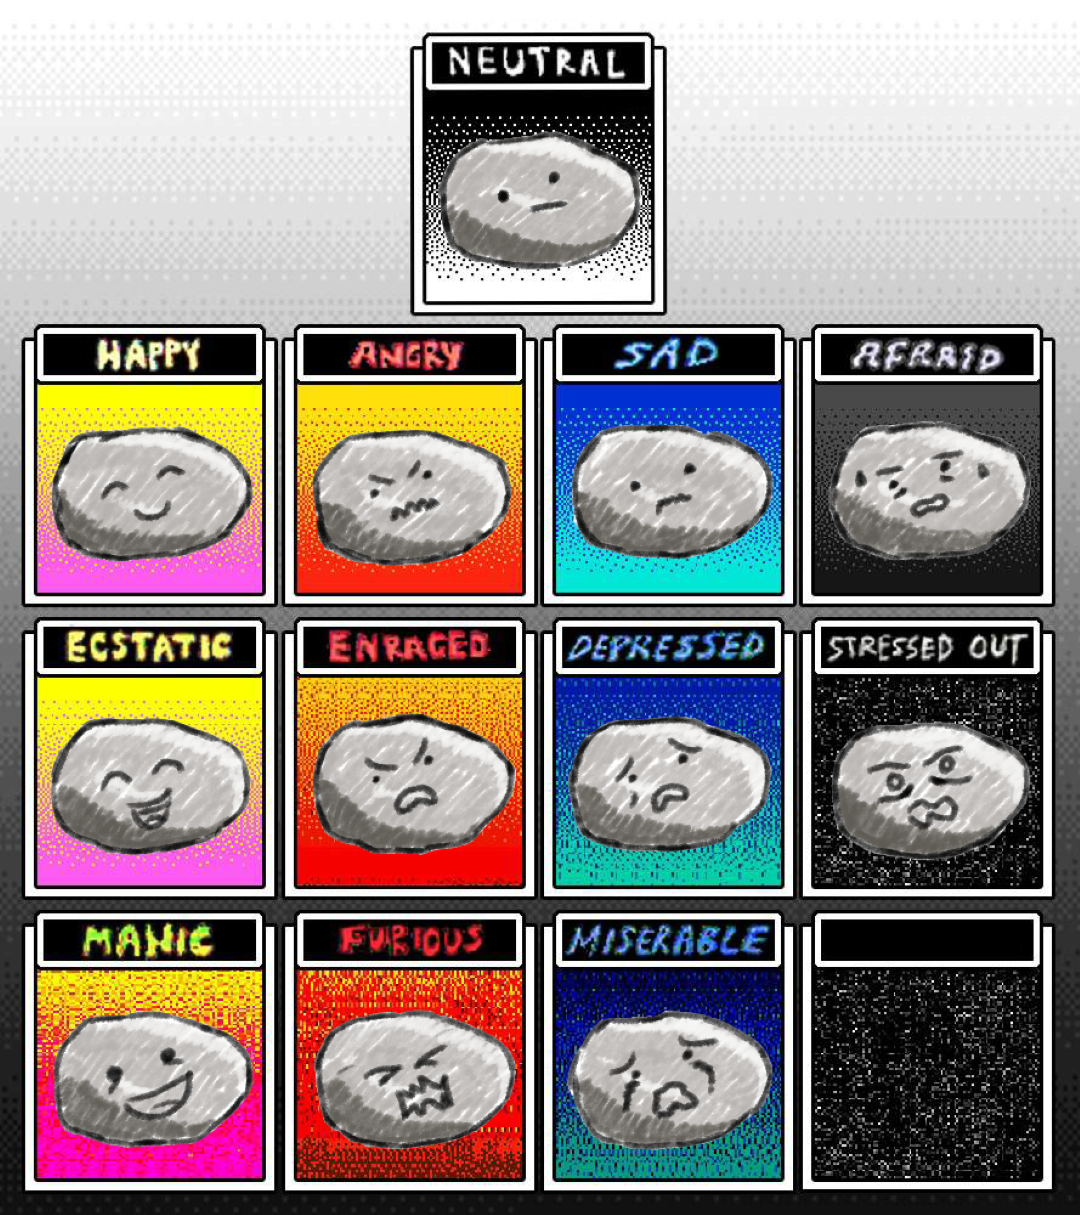 NEUTRAL
HAPPY
ANGRY
SAD
AFRAID
ECSTATIC
ENRAGED
DEPRESSED
STRESSED OUT
MANIC
FURIOUS
MISERABLE